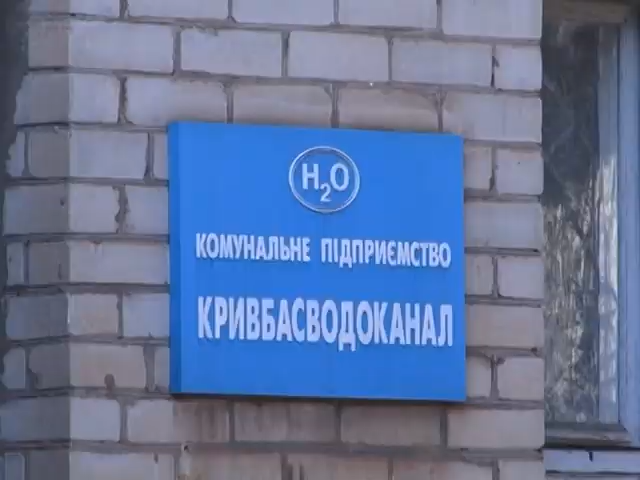 H₂O
КОМУНАЛЬНЕ ПІДПРИЄМСТВО
КРИВБАСВОДОКАНАЛ